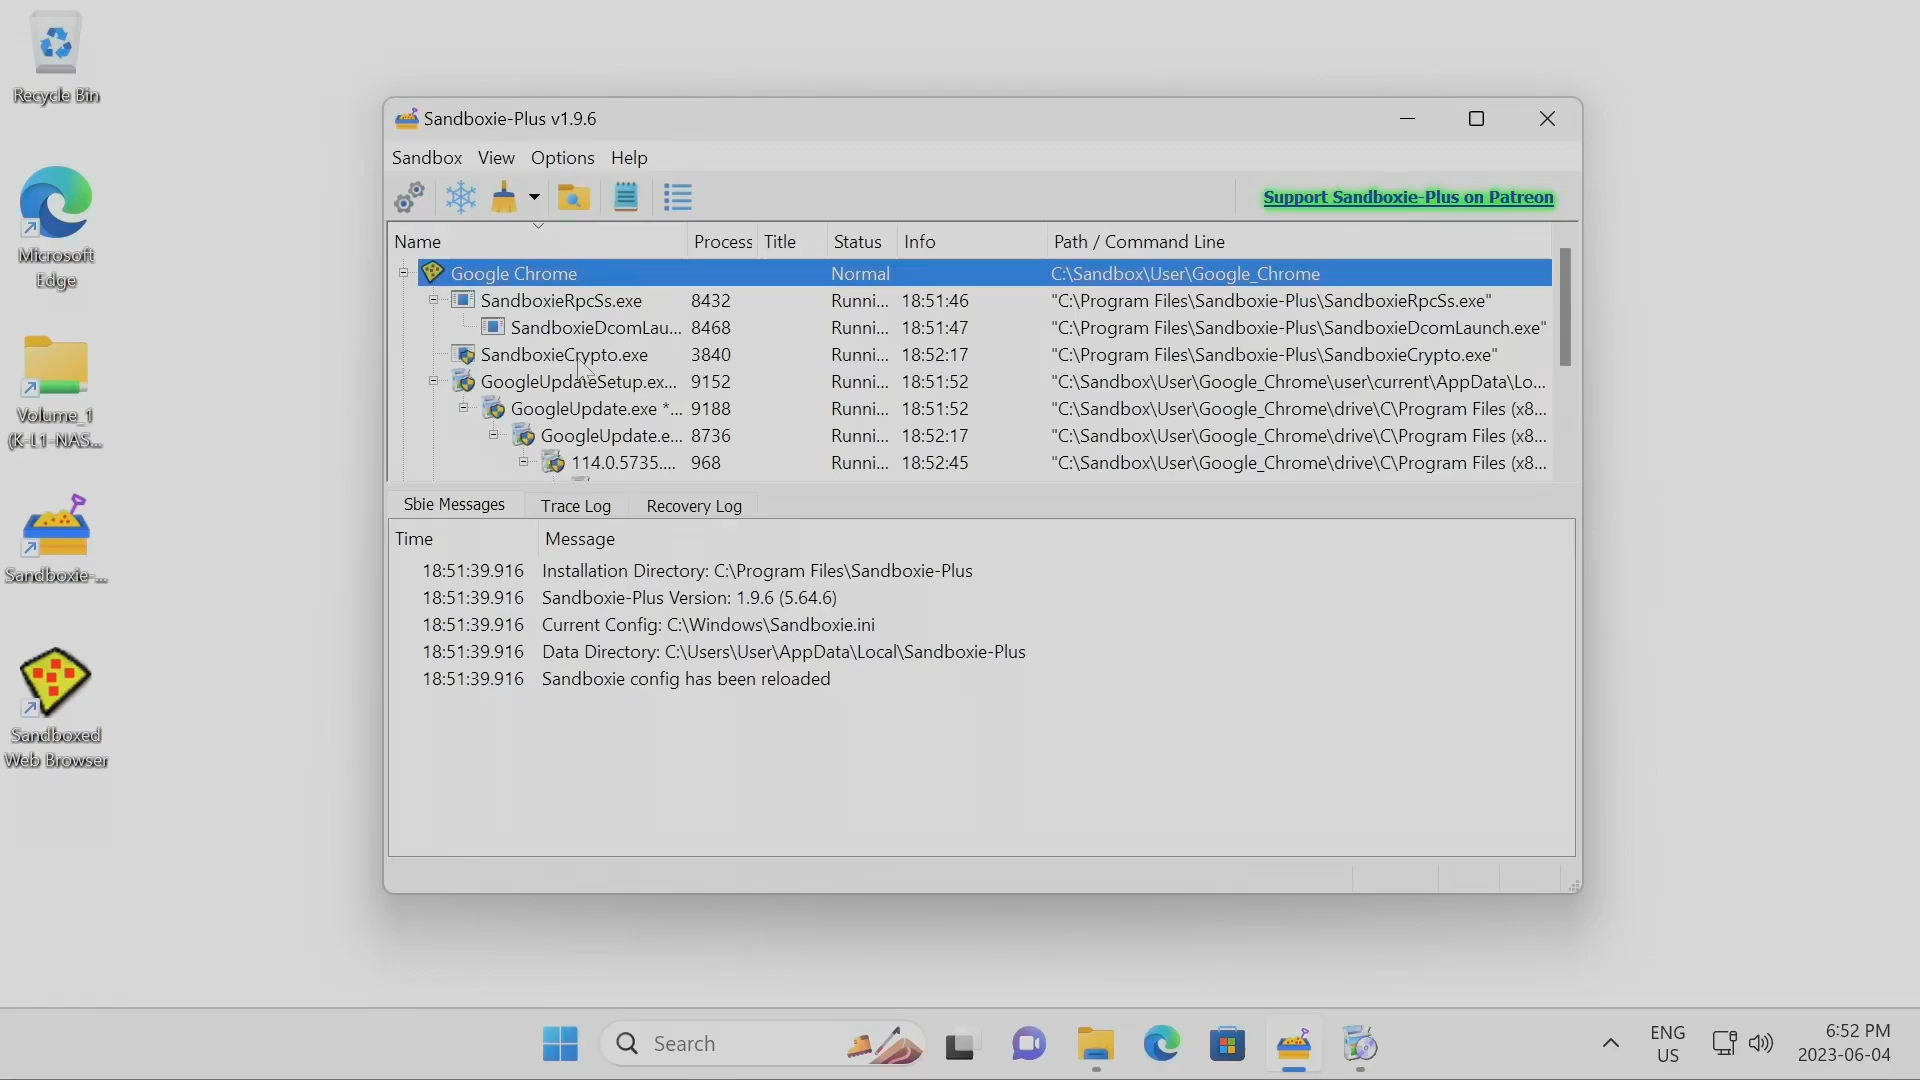 Recycle Bin
Microsoft
Edge
Volume_1
(K-L1-NAS...
Sandboxie-...
Sandboxed
Web Browser
Sandboxie-Plus v1.9.6
Sandbox View Options Help
Support Sandboxie-Plus on Patreon
Name Process Title Status Info Path / Command Line
Google Chrome Normal C:\Sandbox\User\Google_Chrome
SandboxieRpcSs.exe 8432 Runni... 18:51:46 "C:\Program Files\Sandboxie-Plus\SandboxieRpcSs.exe"
SandboxieDcomLau... 8468 Runni... 18:51:47 "C:\Program Files\Sandboxie-Plus\SandboxieDcomLaunch.exe"
SandboxieCrypto.exe 3840 Runni... 18:52:17 "C:\Program Files\Sandboxie-Plus\SandboxieCrypto.exe"
GoogleUpdateSetup.ex... 9152 Runni... 18:51:52 "C:\Sandbox\User\Google_Chrome\user\current\AppData\Lo...
GoogleUpdate.exe *... 9188 Runni... 18:51:52 "C:\Sandbox\User\Google_Chrome\drive\C\Program Files (x8...
GoogleUpdate.e... 8736 Runni... 18:52:17 "C:\Sandbox\User\Google_Chrome\drive\C\Program Files (x8...
114.0.5735.... 968 Runni... 18:52:45 "C:\Sandbox\User\Google_Chrome\drive\C\Program Files (x8...
Sbie Messages Trace Log Recovery Log
Time Message
18:51:39.916 Installation Directory: C:\Program Files\Sandboxie-Plus
18:51:39.916 Sandboxie-Plus Version: 1.9.6 (5.64.6)
18:51:39.916 Current Config: C:\Windows\Sandboxie.ini
18:51:39.916 Data Directory: C:\Users\User\AppData\Local\Sandboxie-Plus
18:51:39.916 Sandboxie config has been reloaded
Search
ENG
US
6:52 PM
2023-06-04